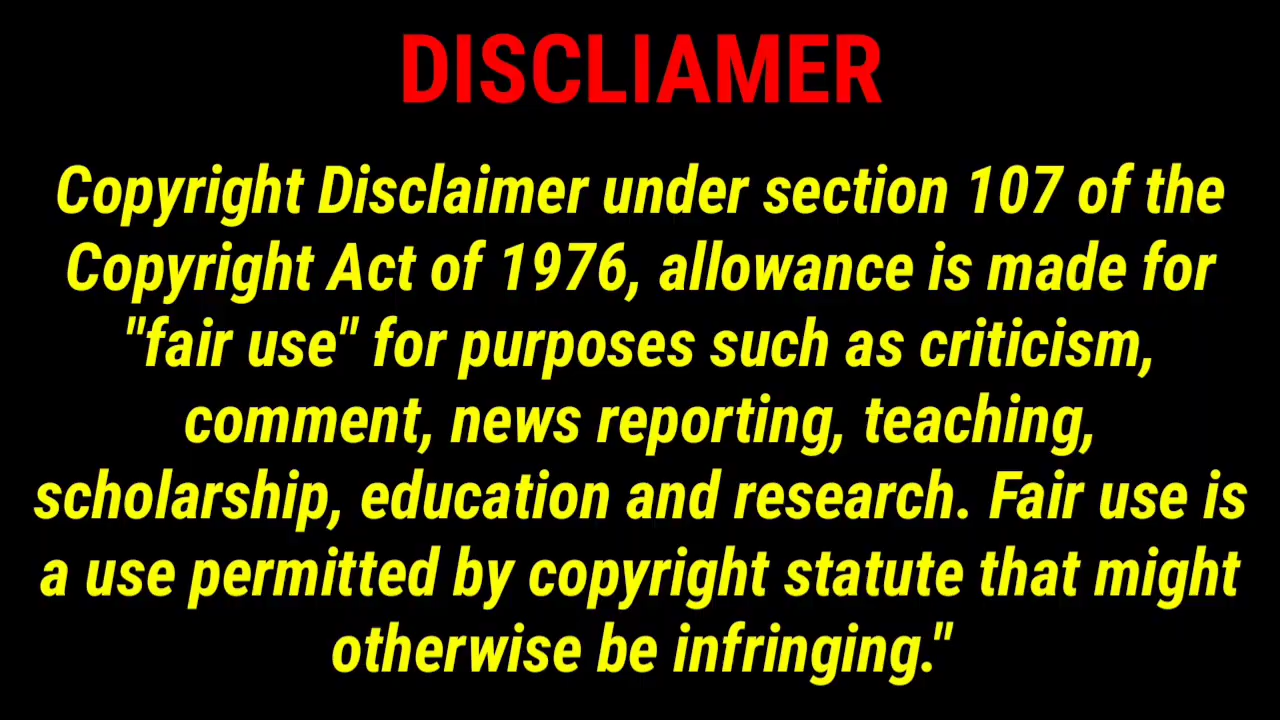 DISCLIAMER
Copyright Disclaimer under section 107 of the
Copyright Act of 1976, allowance is made for
"fair use" for purposes such as criticism,
comment, news reporting, teaching,
scholarship, education and research. Fair use is
a use permitted by copyright statute that might
otherwise be infringing."